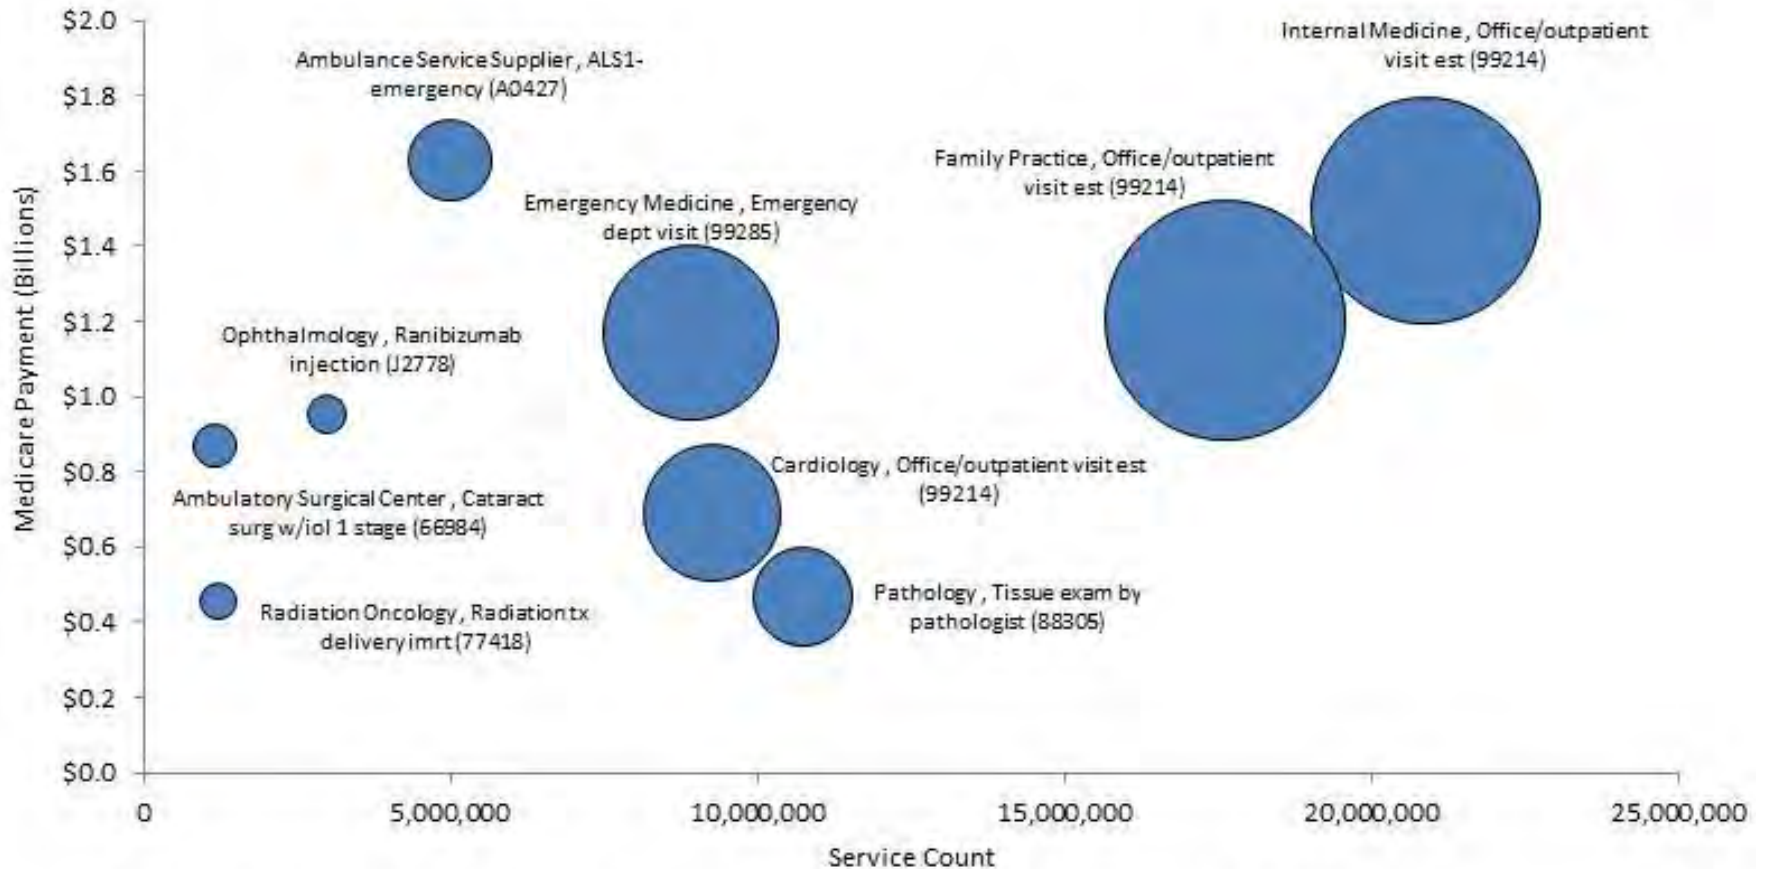 $2.0
Internal Medicine, Office/outpatient
visit est (99214)
Ambulance Service Supplier, ALS1-
emergency (A0427)
$1.8
Family Practice, Office/outpatient
visit est (99214)
$1.6
Emergency Medicine, Emergency
dept visit (99285)
$1.4
Medicare Payment (Billions)
$1.2
Ophthalmology, Ranibizumab
injection (J2778)
$1.0
$0.8
Cardiology, Office/outpatient visit est
(99214)
Ambulatory Surgical Center, Cataract
surg w/iol 1 stage (66984)
$0.6
Pathology, Tissue exam by
pathologist (88305)
Radiation Oncology, Radiation tx
delivery imrt (77418)
$0.4
$0.2
$0.0
0 5,000,000 10,000,000 15,000,000 20,000,000 25,000,000
Service Count